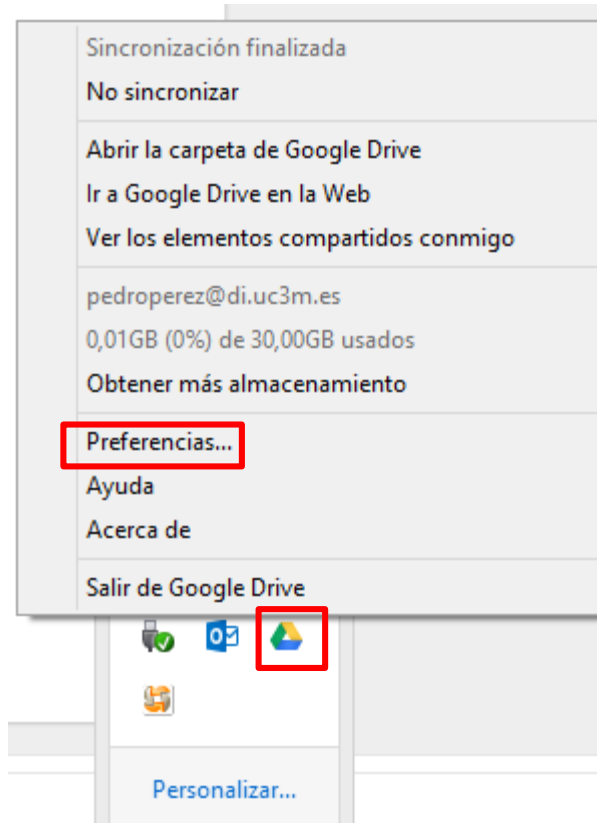 Sincronización finalizada
No sincronizar
Abrir la carpeta de Google Drive
Ir a Google Drive en la Web
Ver los elementos compartidos conmigo
pedroperez@di.uc3m.es
0,01GB (0%) de 30,00GB usados
Obtener más almacenamiento
Preferencias...
Ayuda
Acerca de
Salir de Google Drive
Personalizar...